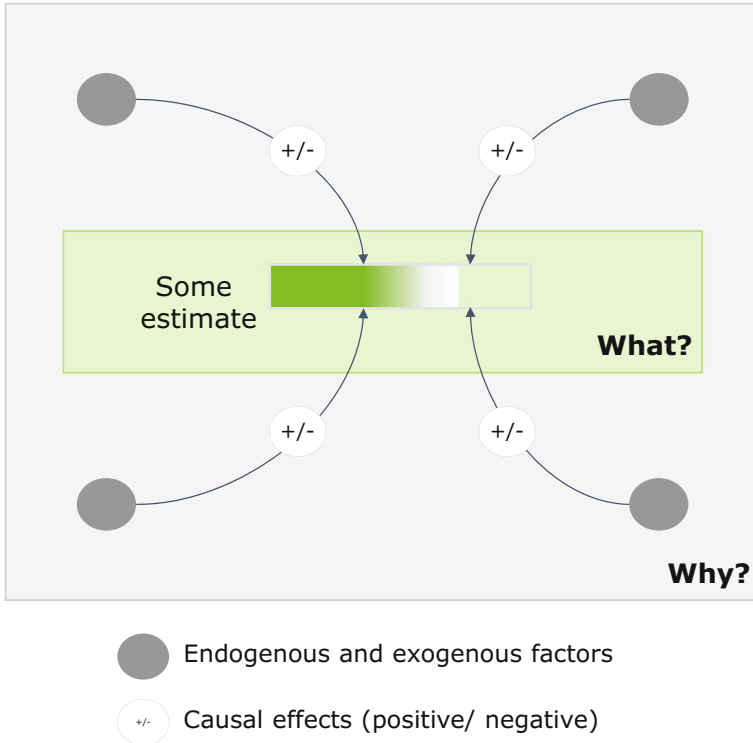 +/-
+/-
Some
estimate
What?
+/-
+/-
Why?
Endogenous and exogenous factors
+/-
Causal effects (positive/ negative)